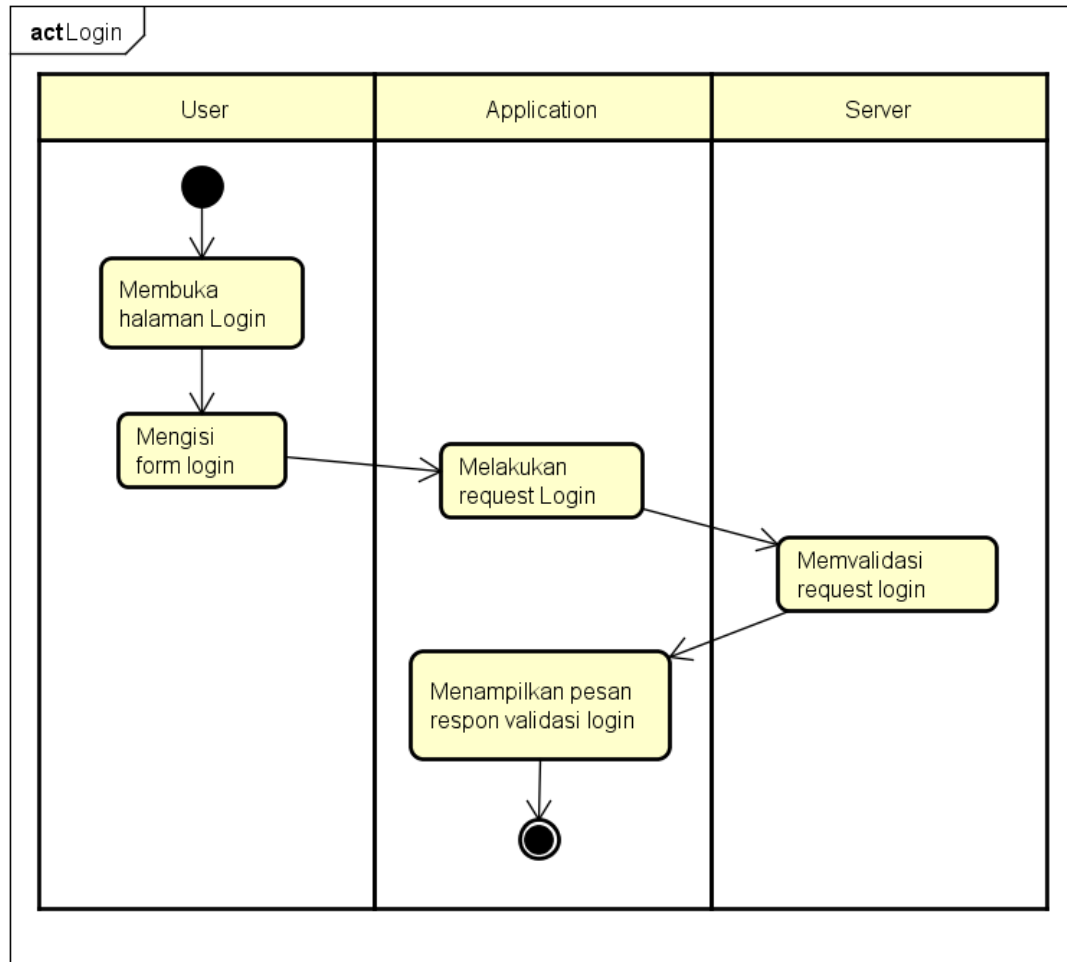 actLogin
User
Application
Server
Membuka
halaman Login
Mengisi
form login
Melakukan
request Login
Memvalidasi
request login
Menampilkan pesan
respon validasi login